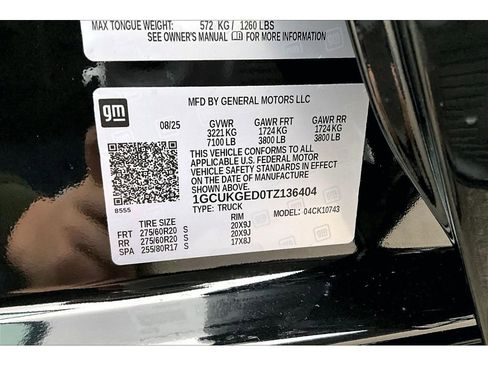 MAX TONGUE WEIGHT: 572 KG / 1260 LBS
SEE OWNER'S MANUAL FOR MORE INFORMATION
gm
MFD BY GENERAL MOTORS LLC
08/25 GVWR GAWR FRT GAWR RR
3221 KG 1724 KG 1724 KG
7100 LB 3800 LB 3800 LB
THIS VEHICLE CONFORMS TO ALL
APPLICABLE U.S. FEDERAL MOTOR
VEHICLE SAFETY STANDARDS IN EFFECT
ON THE DATE OF MANUFACTURE SHOWN
ABOVE.
8555
1GCUKGED0TZ136404
TYPE: TRUCK MODEL: 04CK10743
TIRE SIZE RIM
FRT 275/60R20 S 20X9J
RR 275/60R20 S 20X9J
SPA 255/80R17 S 17X8J